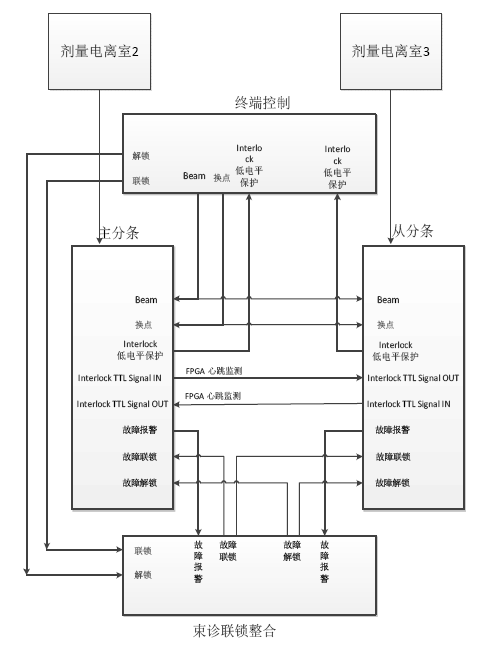 剂量电离室2
剂量电离室3
终端控制
解锁
联锁
Beam
换点
Interlo
ck
低电平
保护
Interlo
ck
低电平
保护
主分条
从分条
Beam
换点
Interlock
低电平保护
Interlock TTL Signal IN
Interlock TTL Signal OUT
故障报警
故障联锁
故障解锁
FPGA 心跳监测
FPGA 心跳监测
Beam
换点
Interlock
低电平保护
Interlock TTL Signal OUT
Interlock TTL Signal IN
故障报警
故障联锁
故障解锁
联锁
解锁
故
障
报
警
故障
联锁
故障
解锁
故
障
报
警
束诊联锁整合